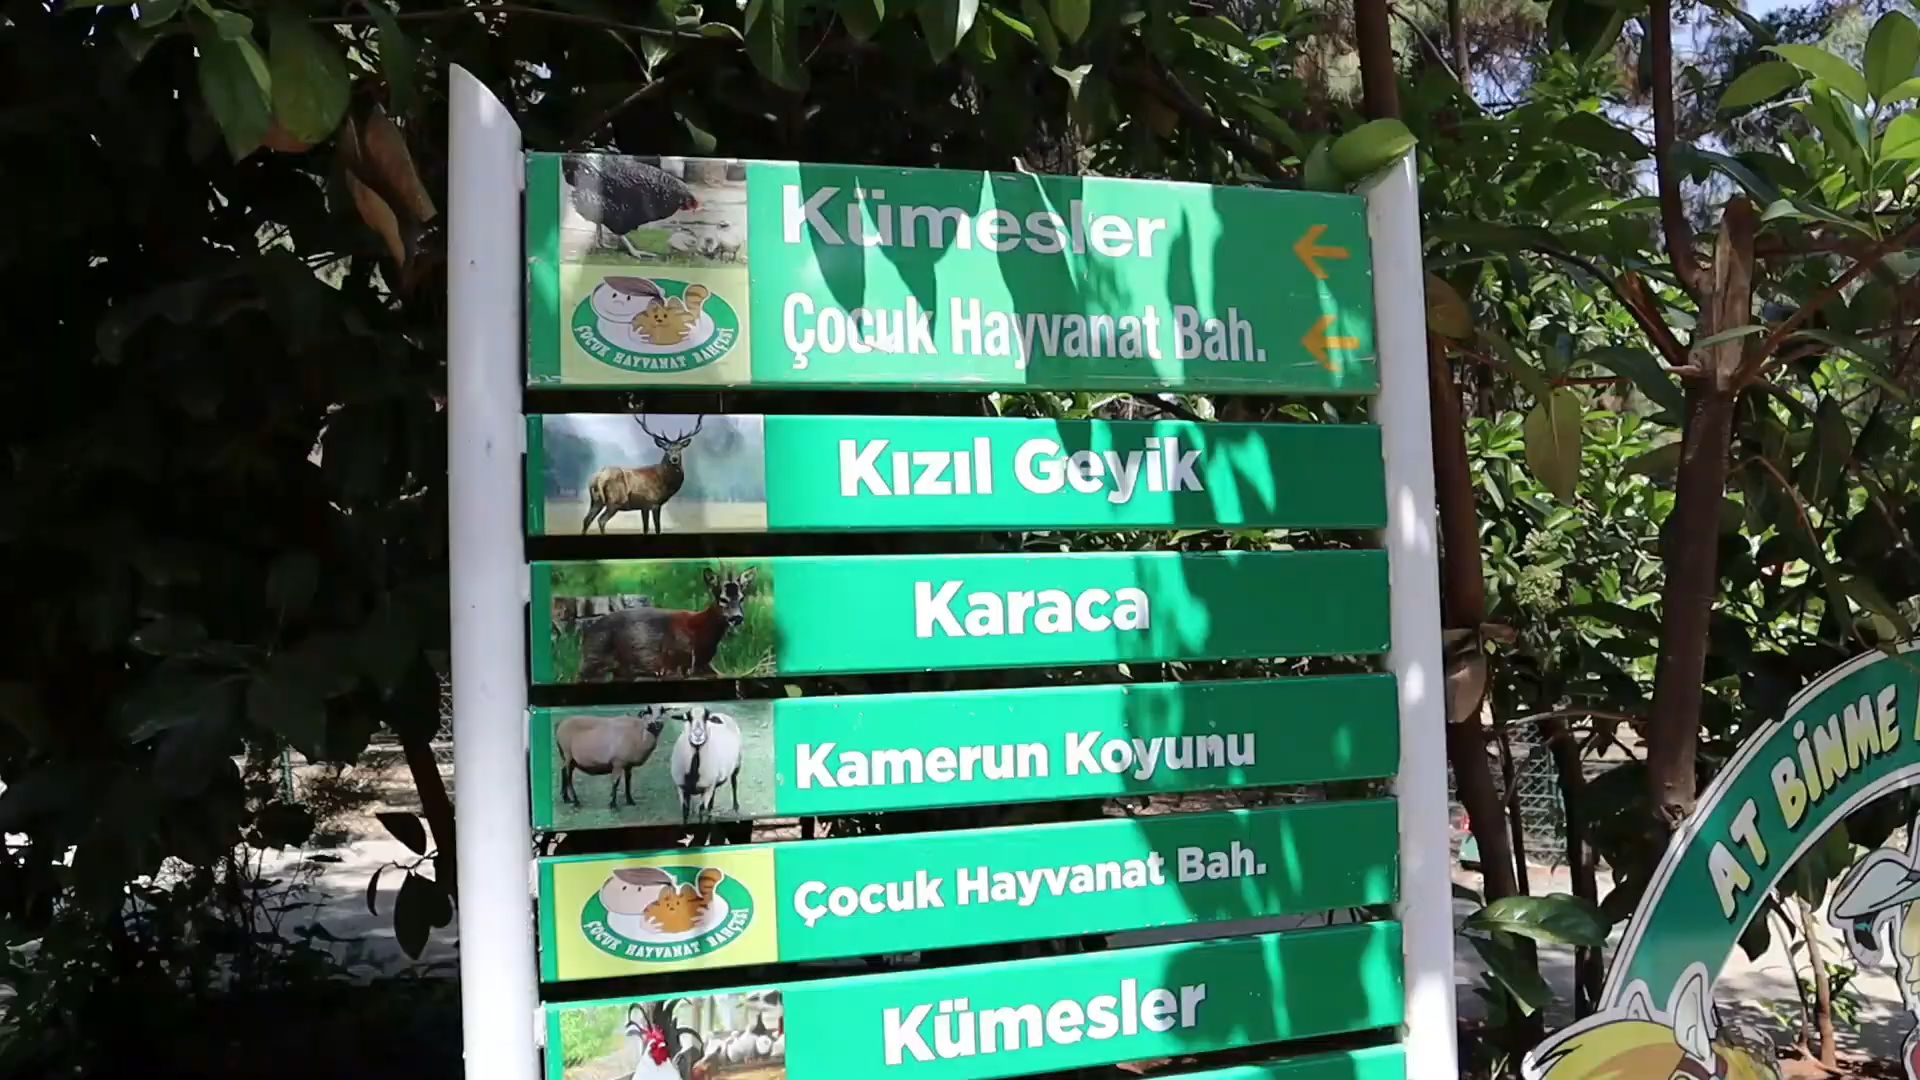 Kümesler
Çocuk Hayvanat Bah.
ÇOCUK HAYVANAT BAHÇESİ
Kızıl Geyik
Karaca
Kamerun Koyunu
Çocuk Hayvanat Bah.
ÇOCUK HAYVANAT BAHÇESİ
Kümesler
AT BİNME